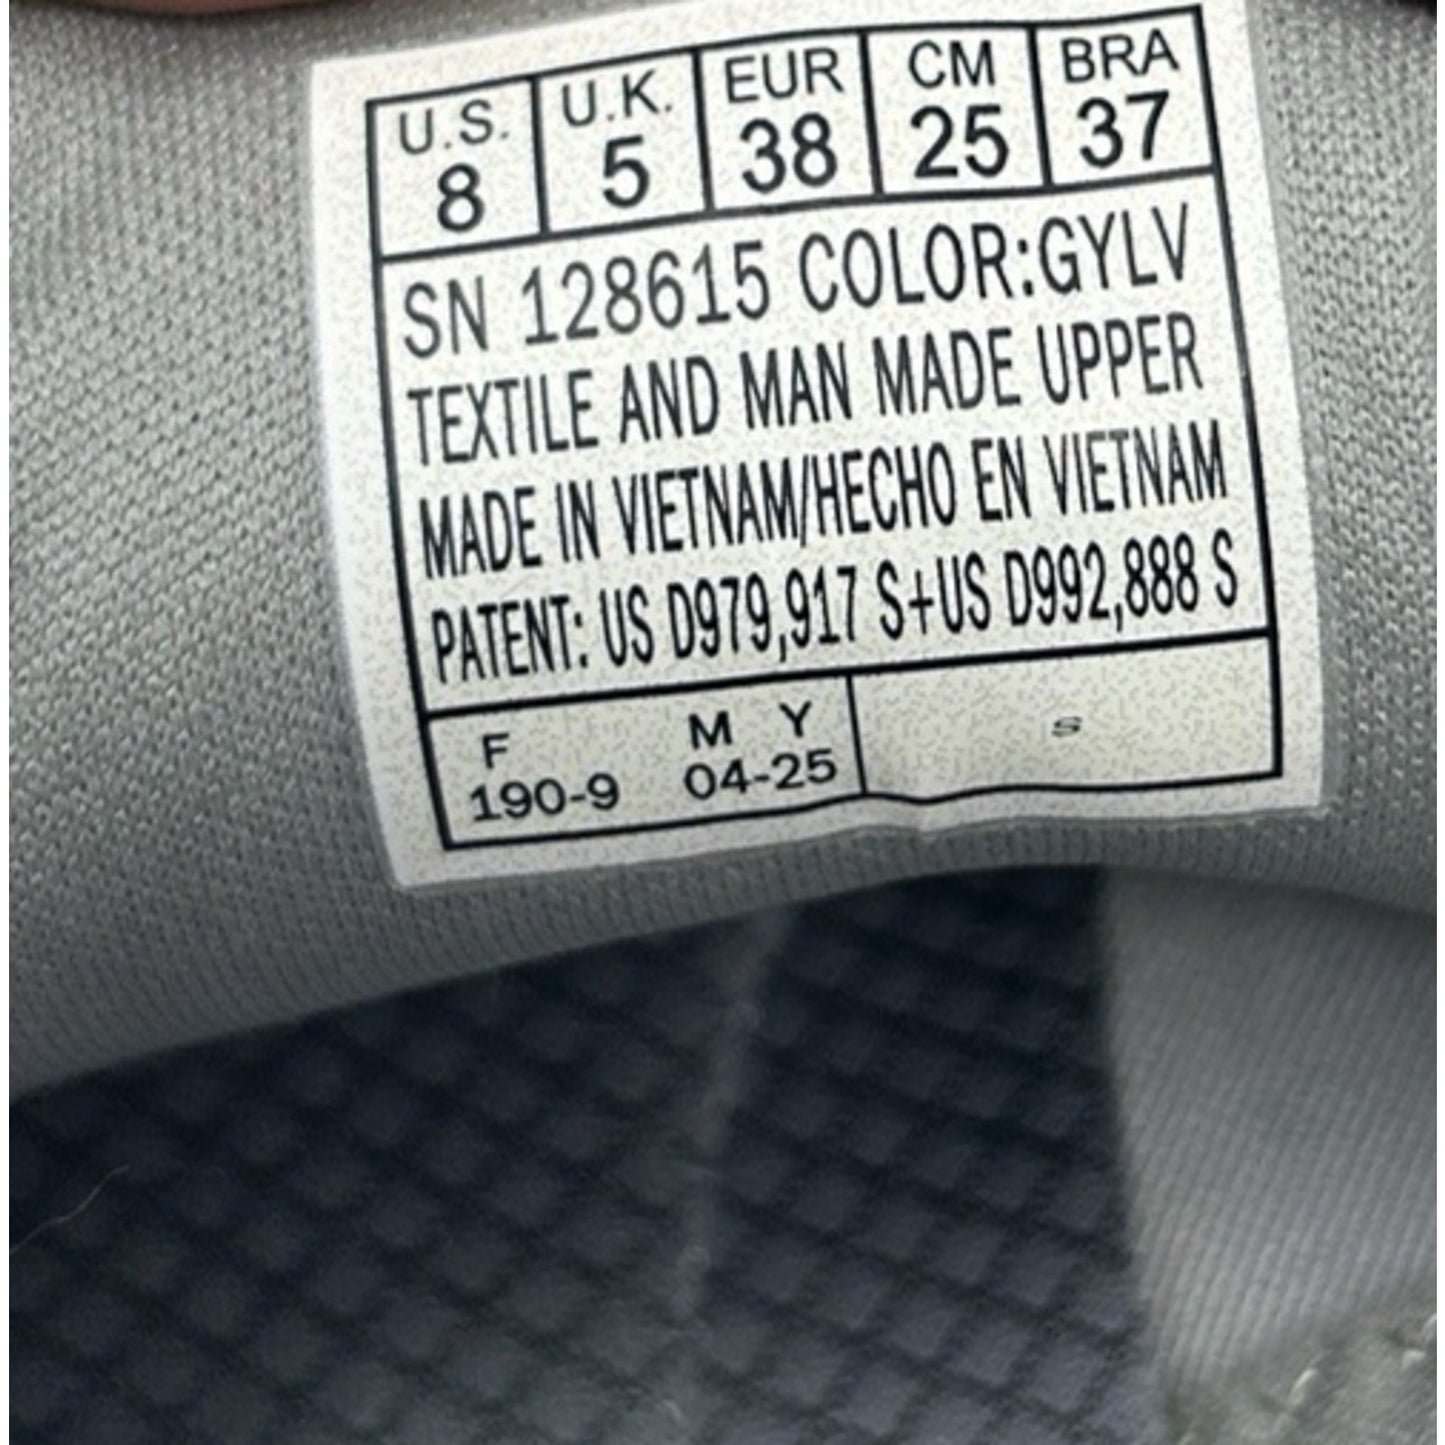 U.S. U.K. EUR CM BRA
8 5 38 25 37
SN 128615 COLOR:GYLV
TEXTILE AND MAN MADE UPPER
MADE IN VIETNAM/HECHO EN VIETNAM
PATENT: US D979,917 S+US D992,888 S
F M Y
190-9 04-25 S